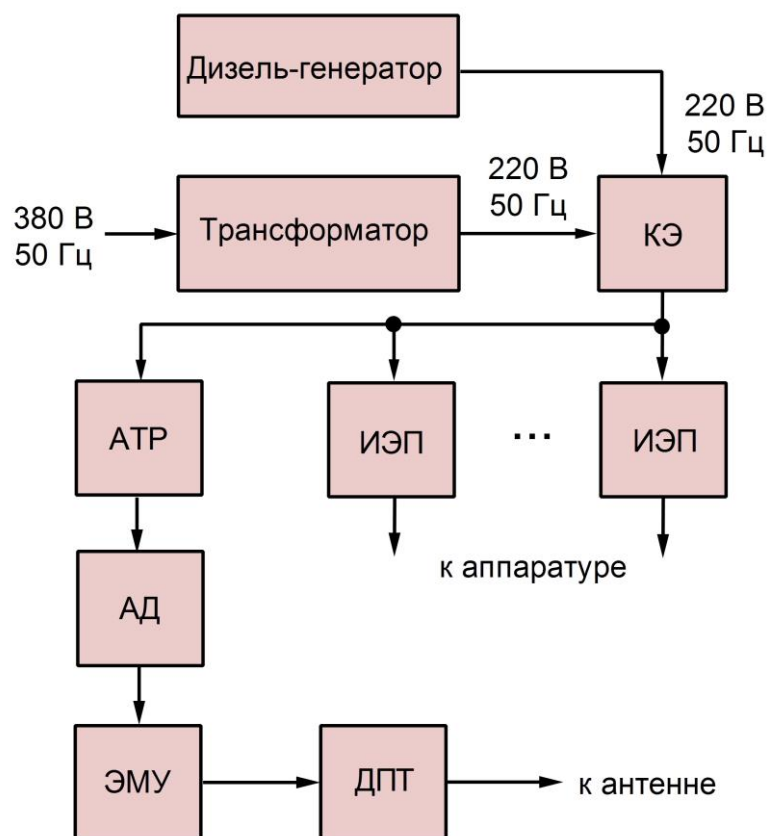 Дизель-генератор
220 В
50 Гц
380 В
50 Гц
Трансформатор
220 В
50 Гц
КЭ
АТР
ИЭП
...
ИЭП
к аппаратуре
АД
ЭМУ
ДПТ
к антенне